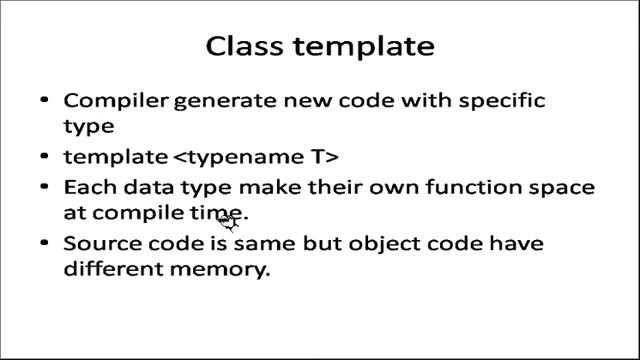 Class template
• Compiler generate new code with specific
type
• template <typename T>
• Each data type make their own function space
at compile time.
• Source code is same but object code have
different memory.